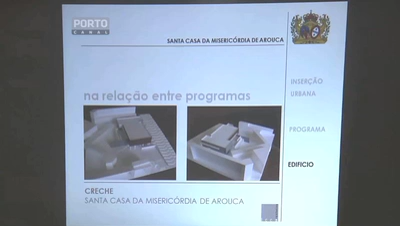 PORTO
CANAL
SANTA CASA DA MISERICÓRDIA DE AROUCA
na relação entre programas
INSERÇÃO
URBANA
PROGRAMA
EDIFICIO
CRECHE
SANTA CASA DA MISERICÓRDIA DE AROUCA